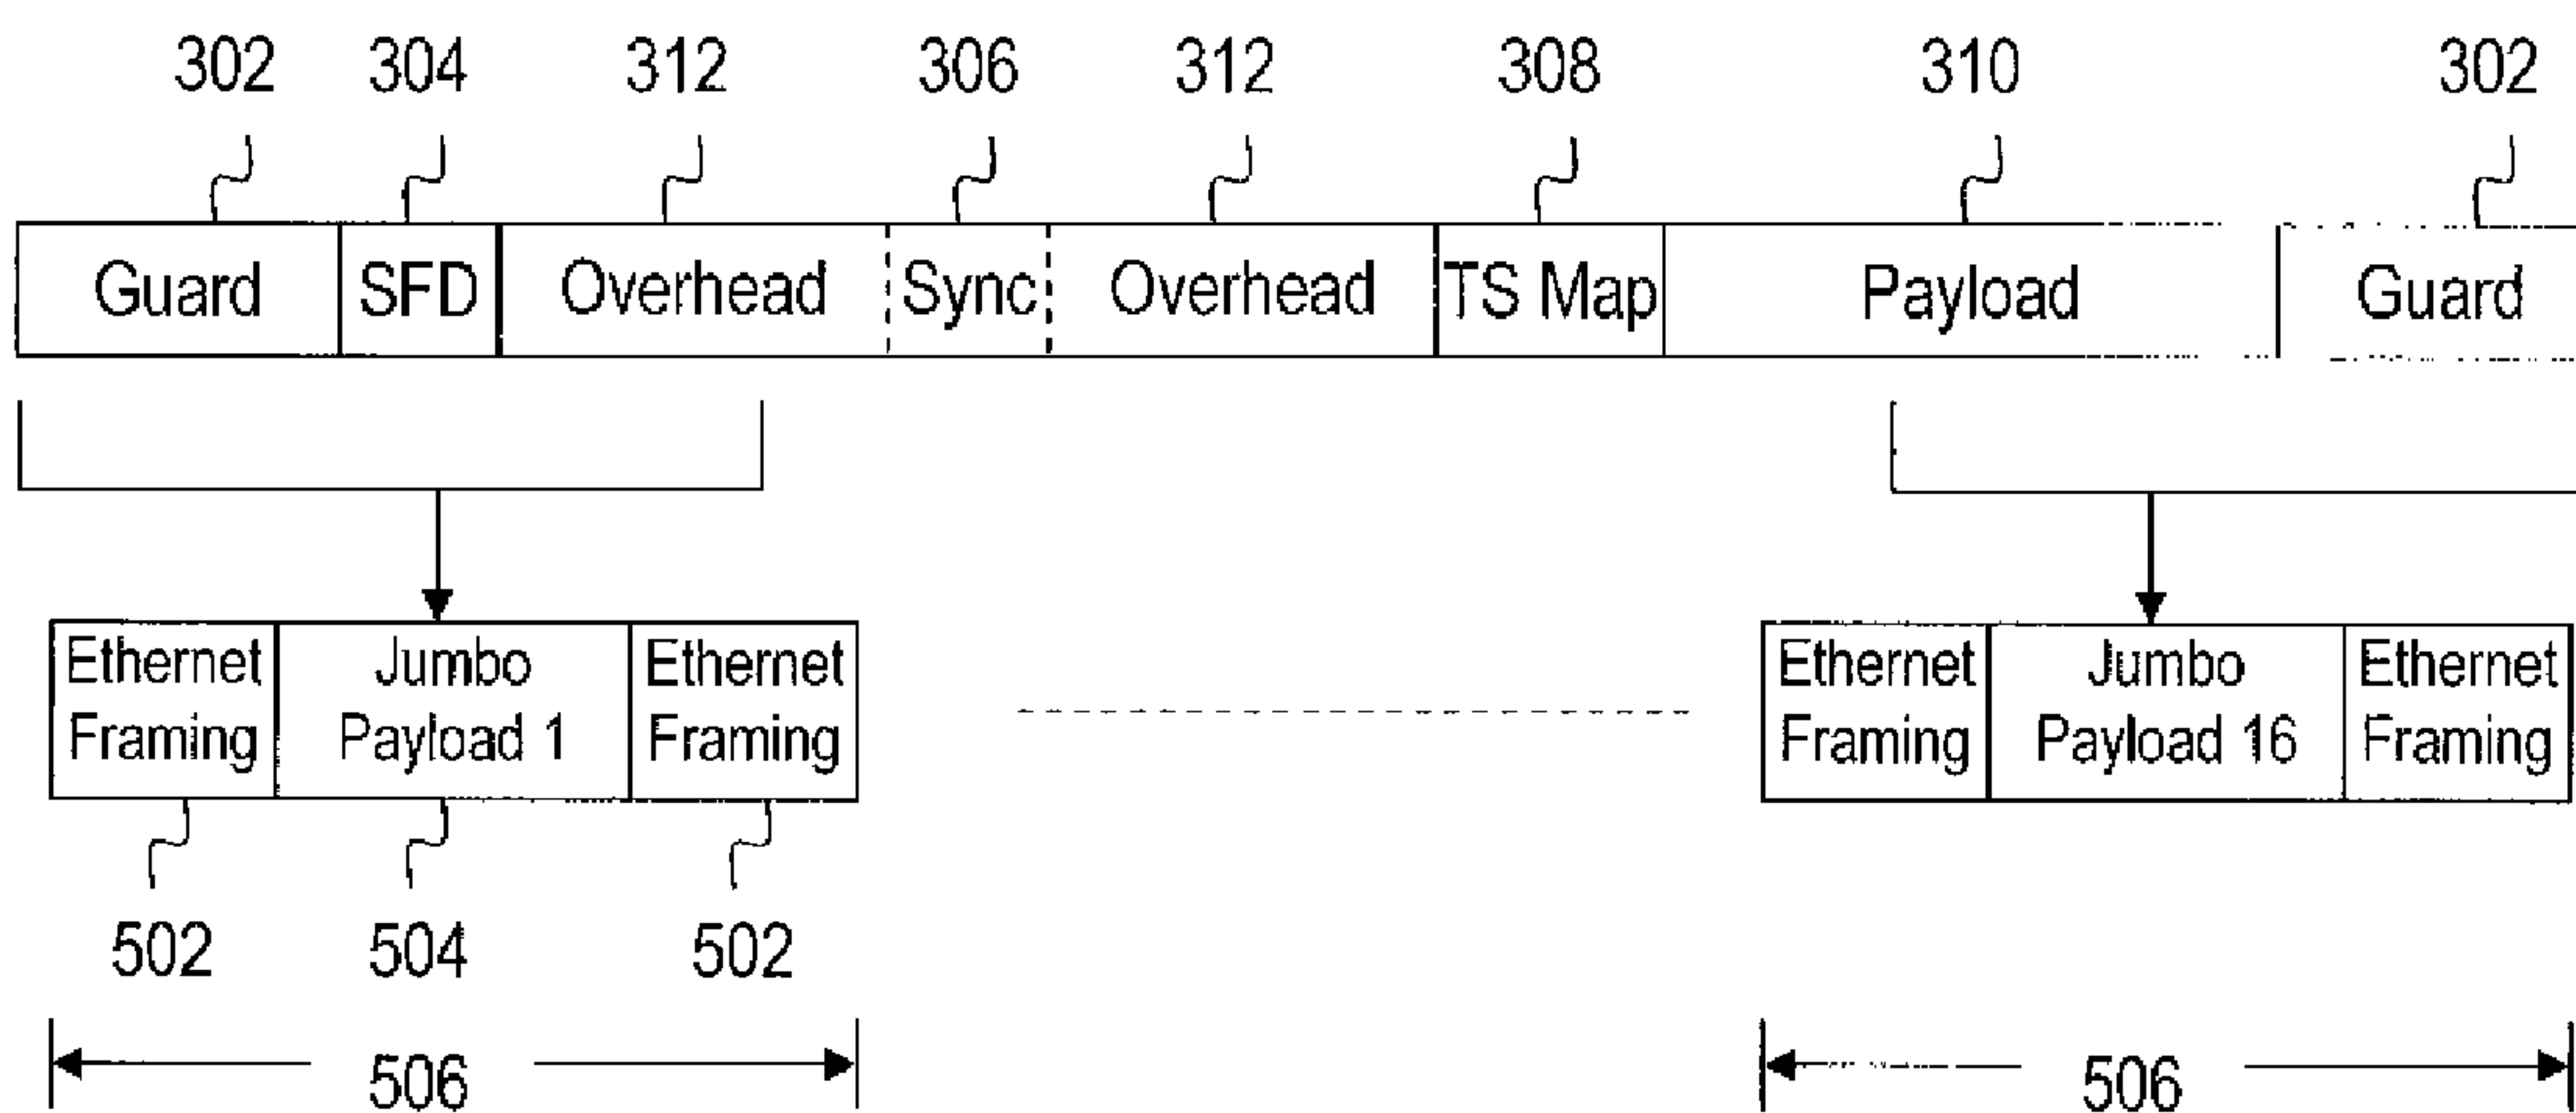 302 304 312 306 312 308 310 302
Guard SFD Overhead Sync Overhead TS Map Payload Guard
Ethernet Framing
Jumbo Payload 1
Ethernet Framing
Ethernet Framing
Jumbo Payload 16
Ethernet Framing
502 504 502
506 506